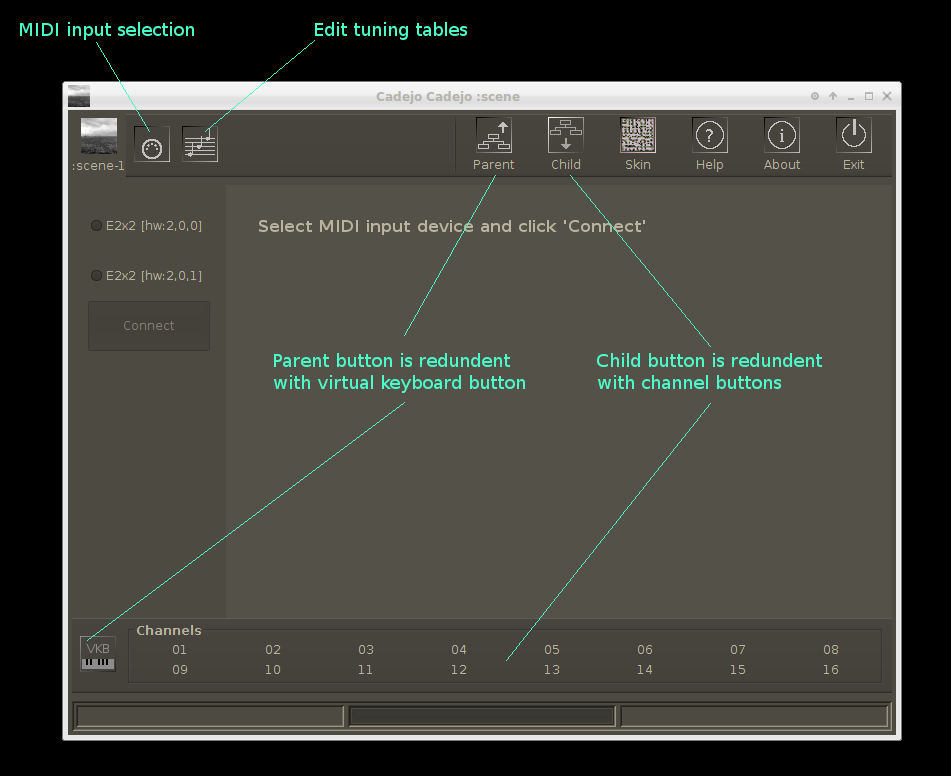 MIDI input selection
Edit tuning tables
Cadejo Cadejo :scene
:scene-1
Parent Child Skin Help About Exit
E2x2 [hw:2,0,0]
Select MIDI input device and click 'Connect'
E2x2 [hw:2,0,1]
Connect
Parent button is redundent
with virtual keyboard button
Child button is redundent
with channel buttons
Channels
VKB
01 02 03 04 05 06 07 08
09 10 11 12 13 14 15 16